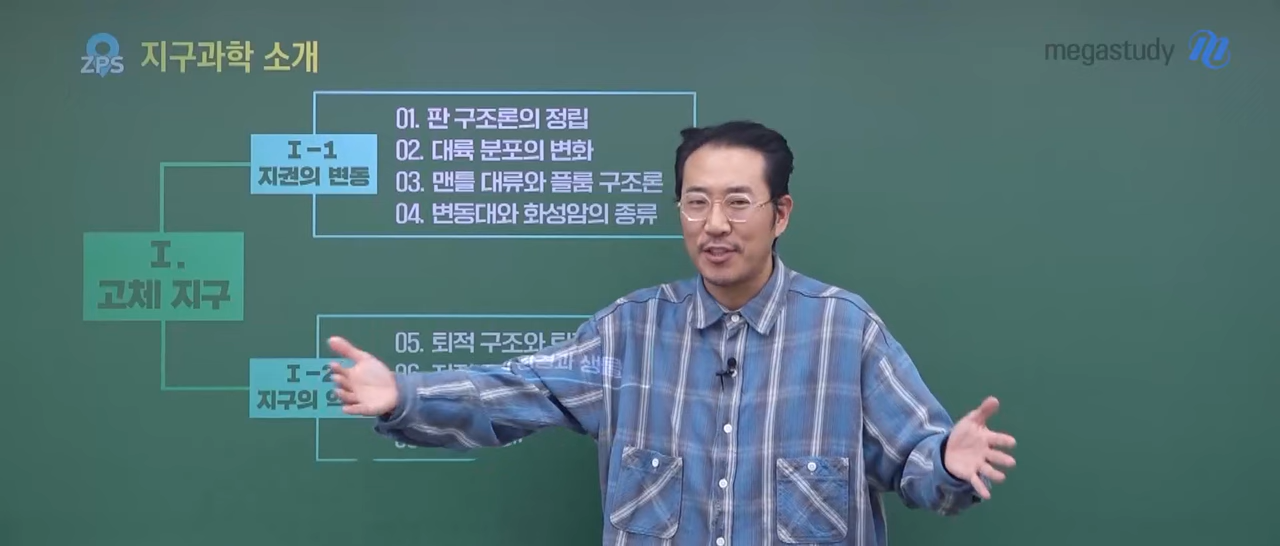 ZPS 지구과학 소개
megastudy
I.
고체 지구
I-1
지권의 변동
01. 판 구조론의 정립
02. 대륙 분포의 변화
03. 맨틀 대류와 플룸 구조론
04. 변동대와 화성암의 종류
지구의
05. 퇴적 구조와